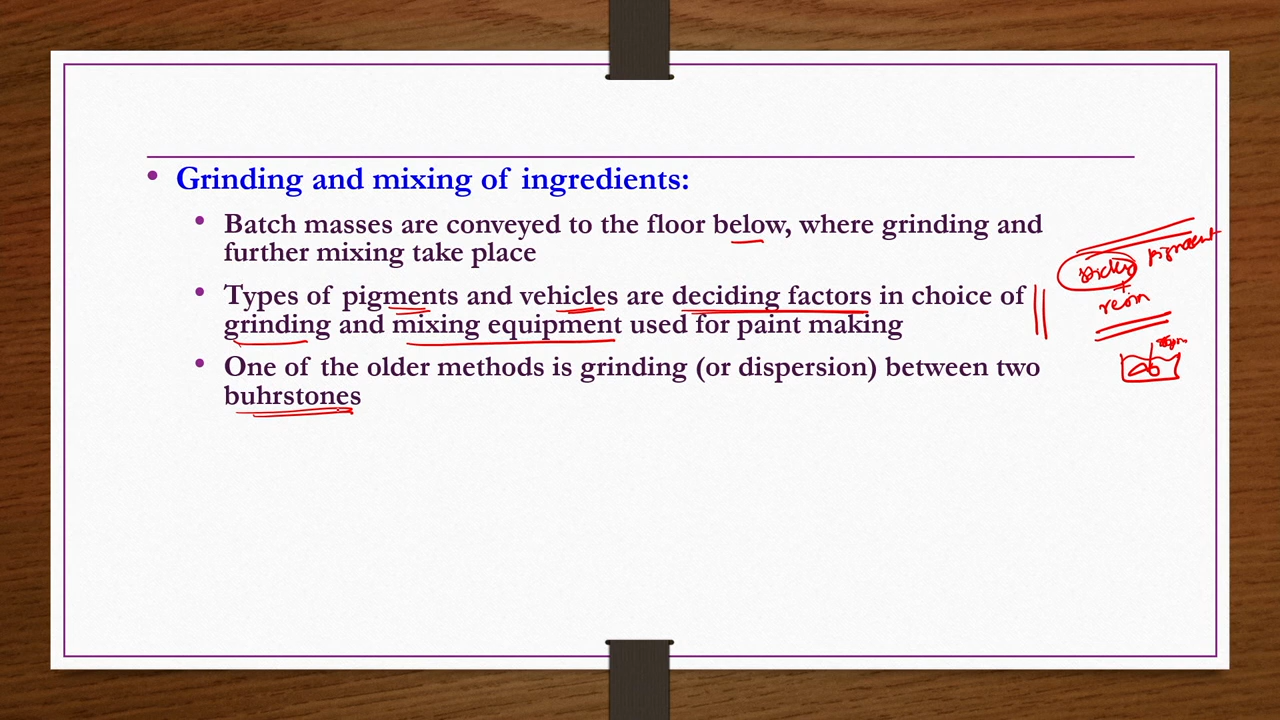 Grinding and mixing of ingredients:
Batch masses are conveyed to the floor below, where grinding and
further mixing take place
Types of pigments and vehicles are deciding factors in choice of
grinding and mixing equipment used for paint making
One of the older methods is grinding (or dispersion) between two
buhrstones
pigment
sticky
+
resin